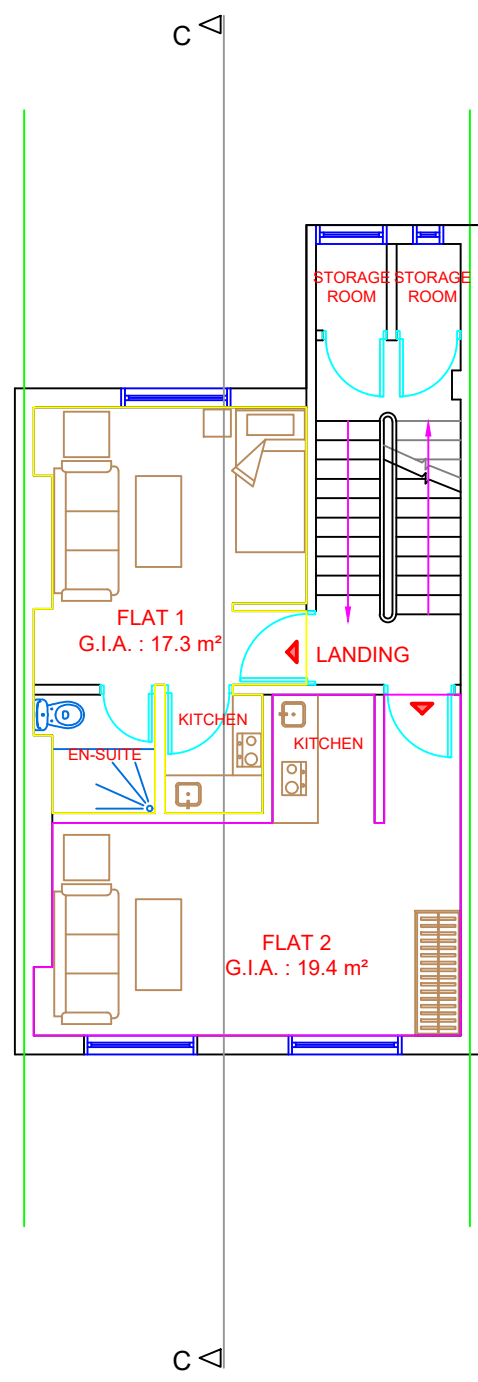 C
STORAGE
ROOM
STORAGE
ROOM
FLAT 1
G.I.A. : 17.3 m²
LANDING
KITCHEN
KITCHEN
EN-SUITE
FLAT 2
G.I.A. : 19.4 m²
C